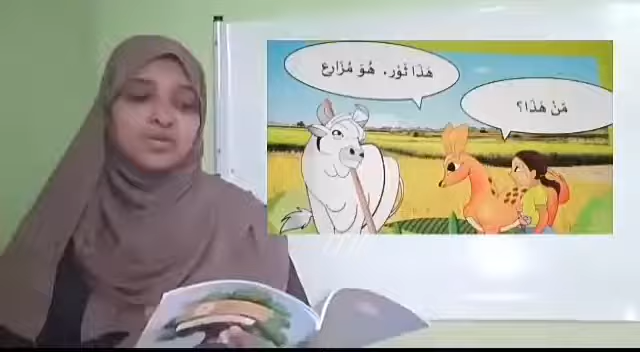 مَنْ هَذَا؟
هَذَا ثَوْر. هُوَ مُزَارِع